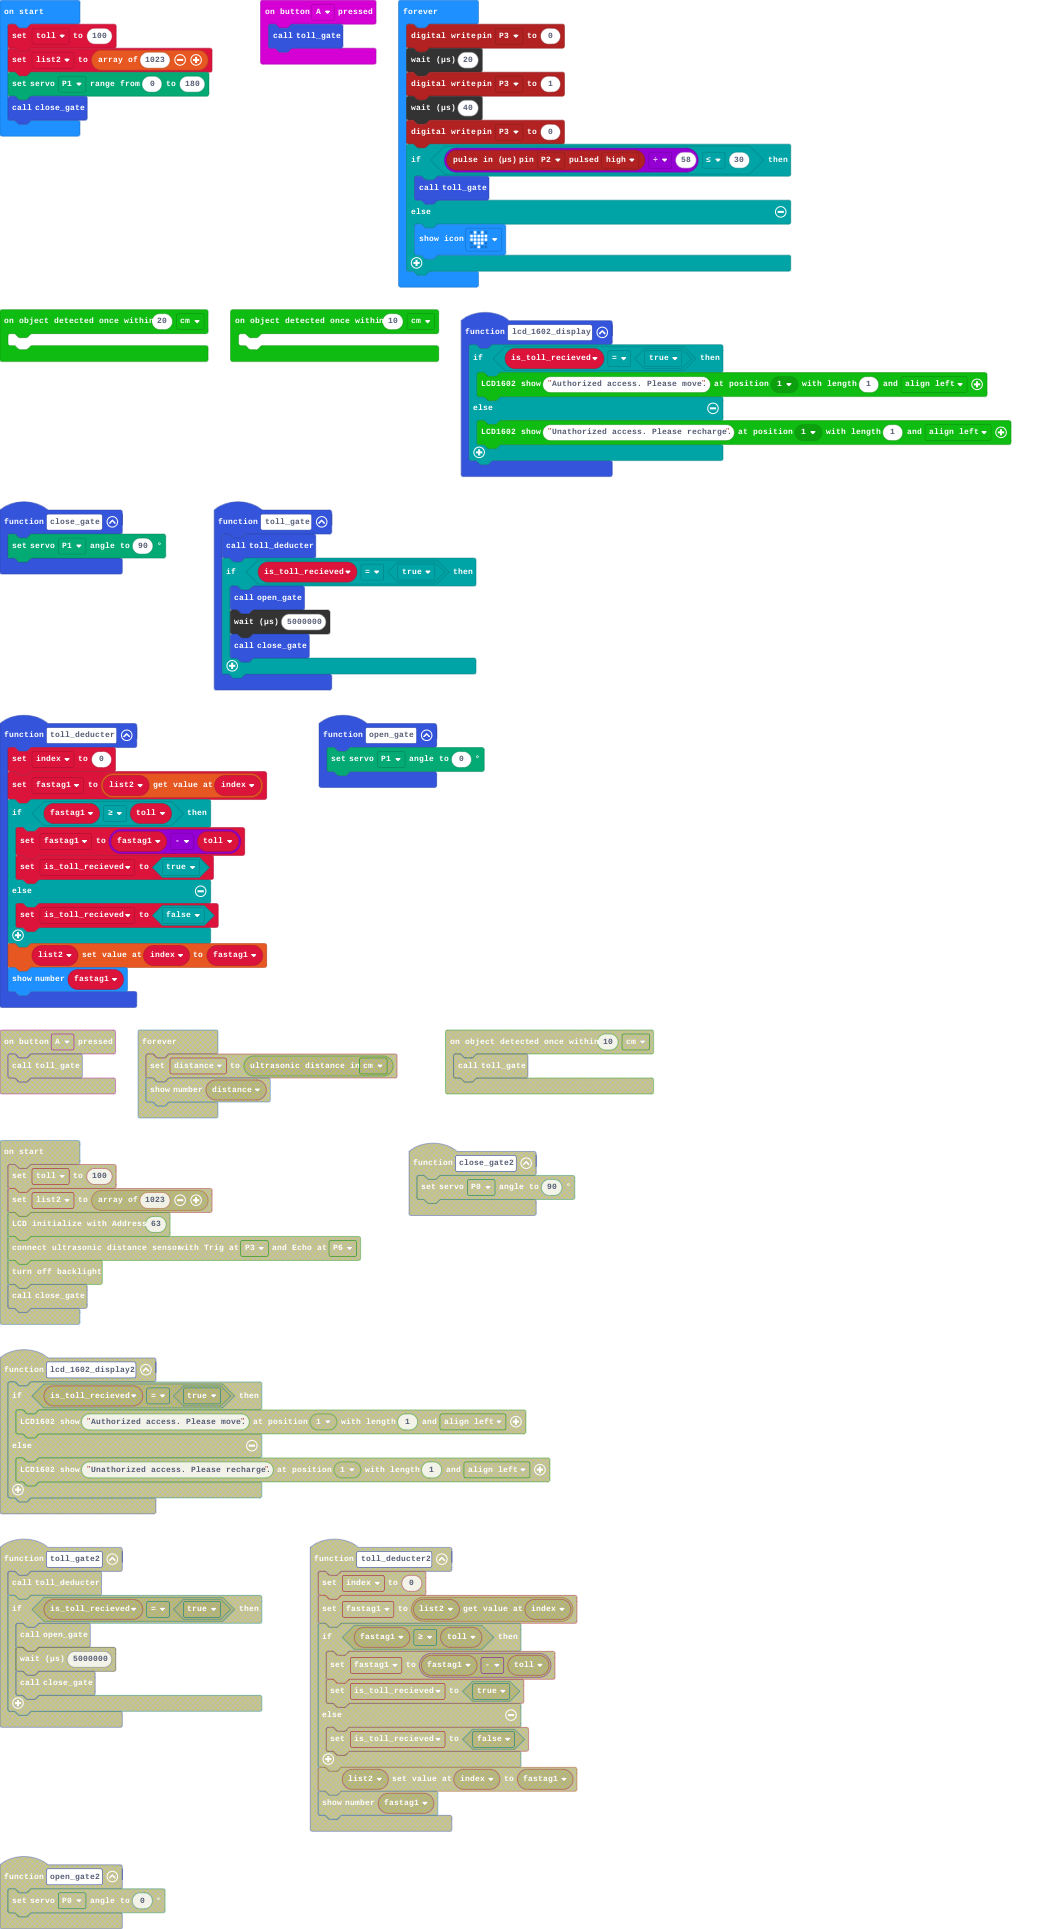 on start
set toll to 100
set list2 to array of 1023
set servo P1 range from 0 to 180
call close_gate
on button A pressed
call toll_gate
forever
digital write pin P3 to 0
wait (µs) 20
digital write pin P3 to 1
wait (µs) 40
digital write pin P3 to 0
if pulse in (µs) pin P2 pulsed high ÷ 58 ≤ 30 then
call toll_gate
else
show icon
on object detected once within 20 cm
on object detected once within 10 cm
function lcd_1602_display
if is_toll_recieved = true then
LCD1602 show "Authorized access. Please move". at position 1 with length 1 and align left
else
LCD1602 show "Unathorized access. Please recharge". at position 1 with length 1 and align left
function close_gate
set servo P1 angle to 90 °
function toll_gate
call toll_deducter
if is_toll_recieved = true then
call open_gate
wait (µs) 5000000
call close_gate
function toll_deducter
set index to 0
set fastag1 to list2 get value at index
if fastag1 ≥ toll then
set fastag1 to fastag1 - toll
set is_toll_recieved to true
else
set is_toll_recieved to false
list2 set value at index to fastag1
show number fastag1
function open_gate
set servo P1 angle to 0 °
on button A pressed
call toll_gate
forever
set distance to ultrasonic distance in cm
show number distance
on object detected once within 10 cm
call toll_gate
on start
set toll to 100
set list2 to array of 1023
LCD initialize with Address 63
connect ultrasonic distance sensor with Trig at P3 and Echo at P6
turn off backlight
call close_gate
function close_gate2
set servo P0 angle to 90 °
function lcd_1602_display2
if is_toll_recieved = true then
LCD1602 show "Authorized access. Please move". at position 1 with length 1 and align left
else
LCD1602 show "Unathorized access. Please recharge". at position 1 with length 1 and align left
function toll_gate2
call toll_deducter
if is_toll_recieved = true then
call open_gate
wait (µs) 5000000
call close_gate
function toll_deducter2
set index to 0
set fastag1 to list2 get value at index
if fastag1 ≥ toll then
set fastag1 to fastag1 - toll
set is_toll_recieved to true
else
set is_toll_recieved to false
list2 set value at index to fastag1
show number fastag1
function open_gate2
set servo P0 angle to 0 °